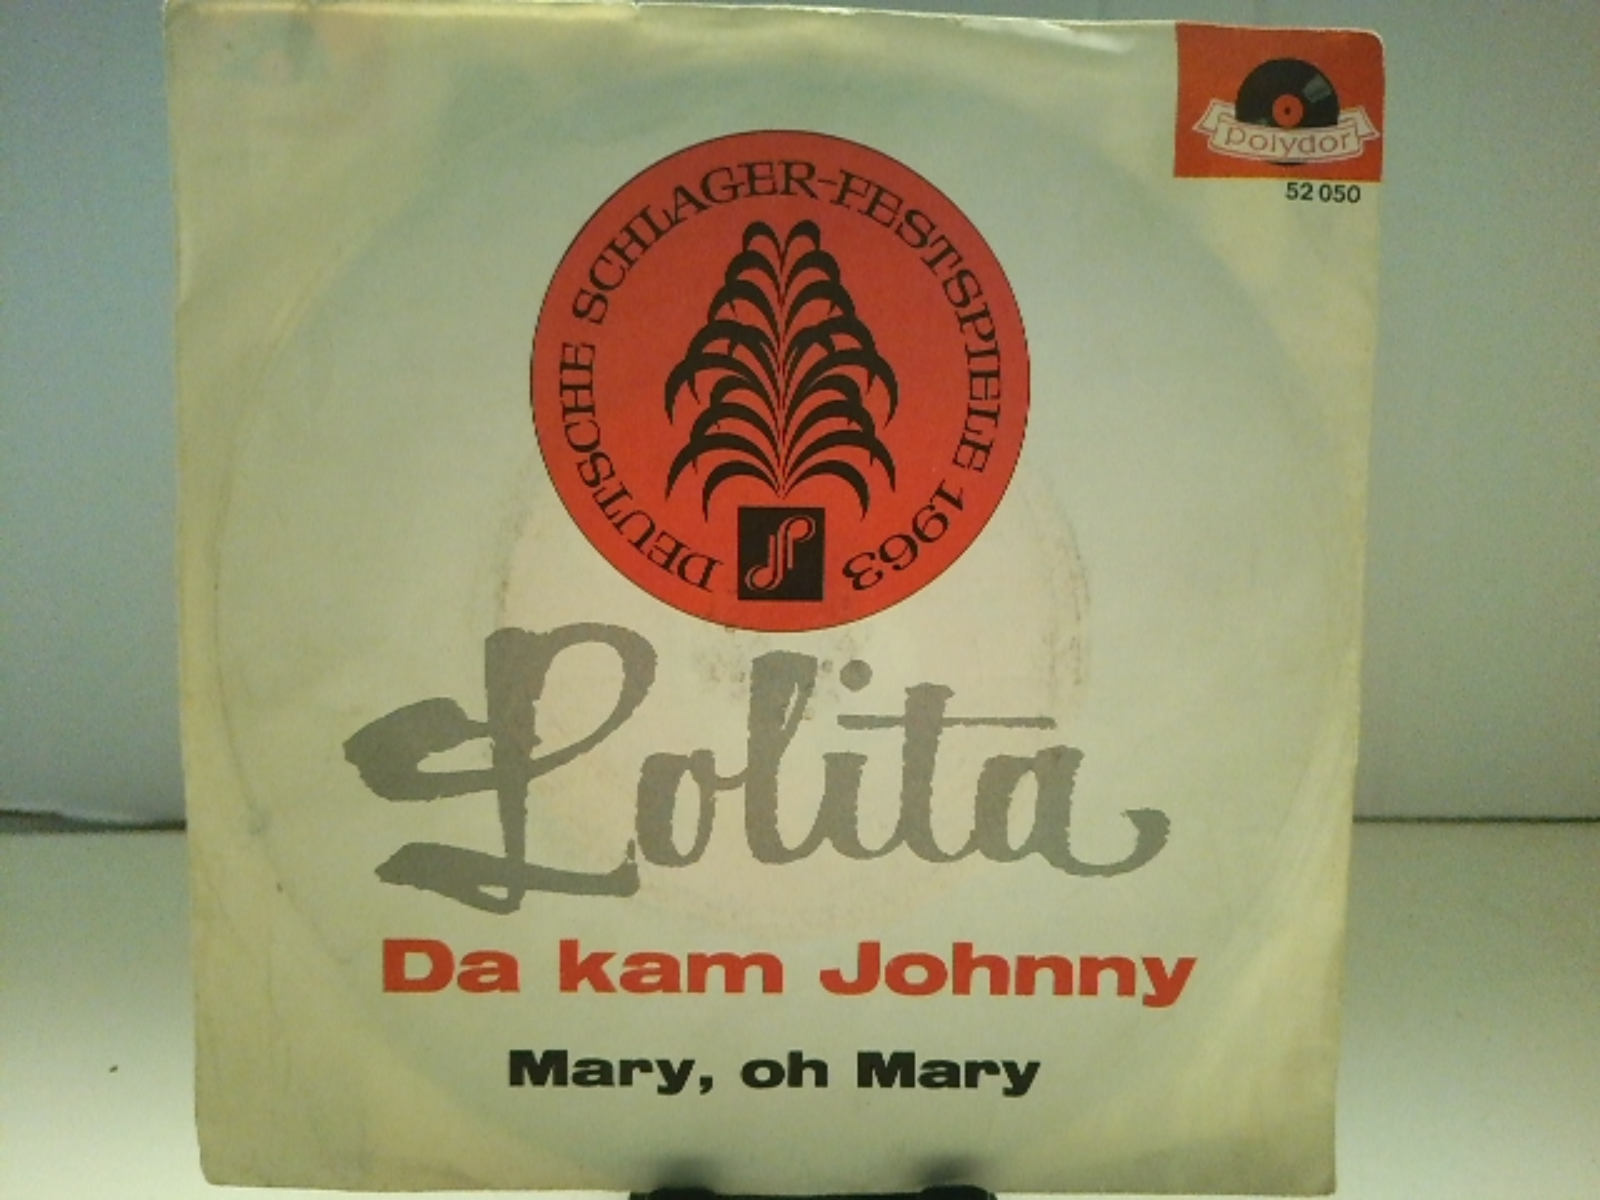 polydor
52 050
DEUTSCHE SCHLAGER-FESTSPIELE 1963
Lolita
Da kam Johnny
Mary, oh Mary